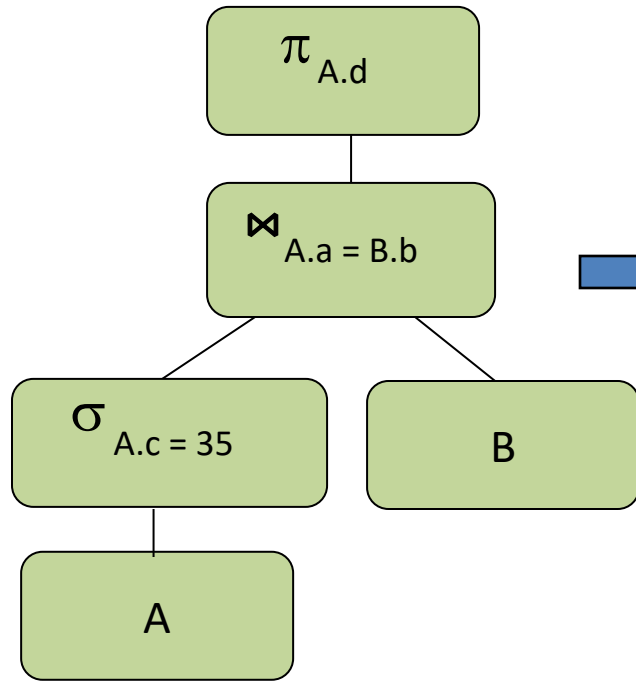 π A.d
⋈ A.a = B.b
σ A.c = 35
B
A